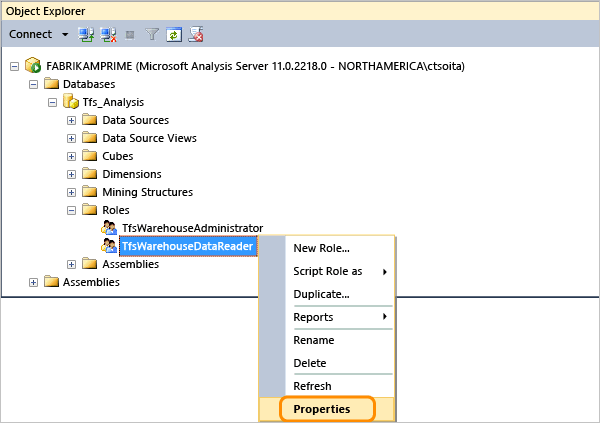 Object Explorer
Connect
FABRIKAMPRIME (Microsoft Analysis Server 11.0.2218.0 - NORTHAMERICA\ctsoita)
Databases
Tfs_Analysis
Data Sources
Data Source Views
Cubes
Dimensions
Mining Structures
Roles
TfsWarehouseAdministrator
TfsWarehouseDataReader
Assemblies
Assemblies
New Role...
Script Role as
Duplicate...
Reports
Rename
Delete
Refresh
Properties